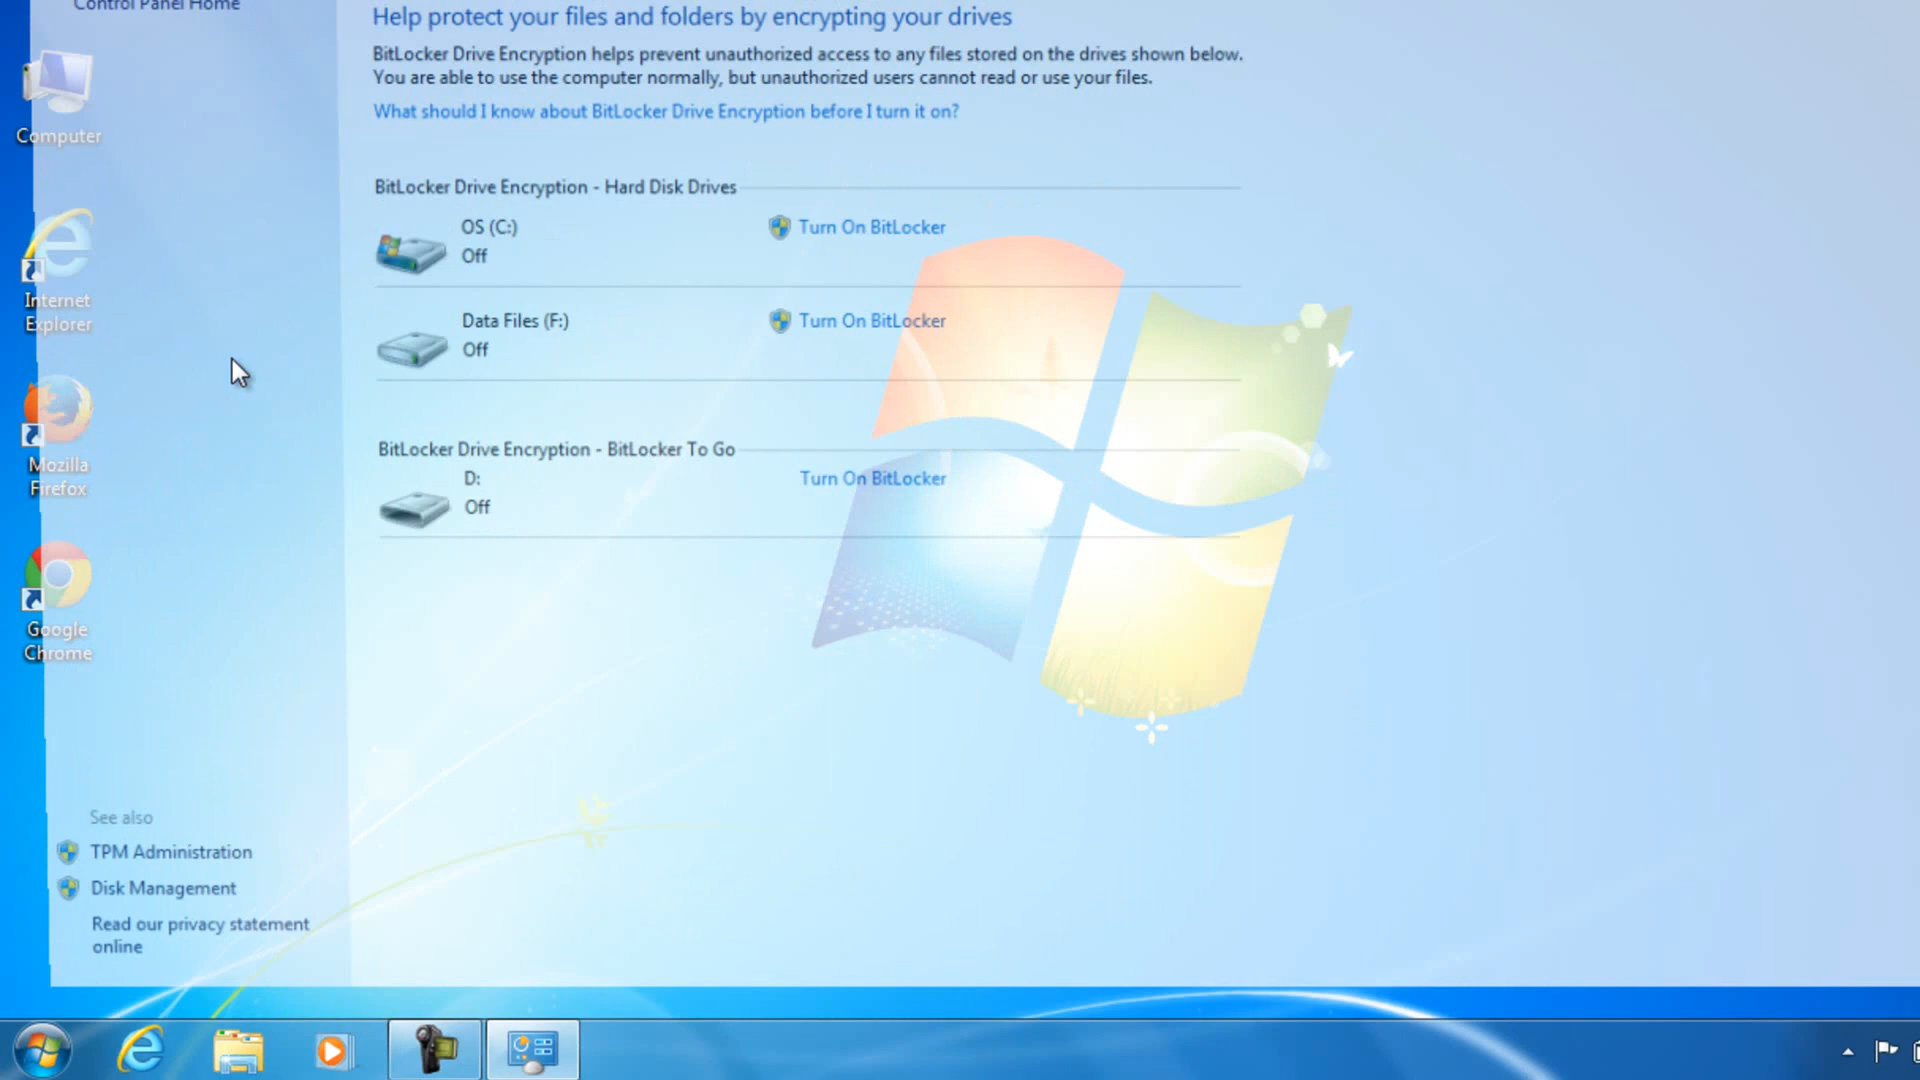 Control Panel Home
Help protect your files and folders by encrypting your drives
BitLocker Drive Encryption helps prevent unauthorized access to any files stored on the drives shown below.
You are able to use the computer normally, but unauthorized users cannot read or use your files.
What should I know about BitLocker Drive Encryption before I turn it on?
BitLocker Drive Encryption - Hard Disk Drives
OS (C:)
Off
Turn On BitLocker
Data Files (F:)
Off
Turn On BitLocker
BitLocker Drive Encryption - BitLocker To Go
D:
Off
Turn On BitLocker
Computer
Internet
Explorer
Mozilla
Firefox
Google
Chrome
See also
TPM Administration
Disk Management
Read our privacy statement
online